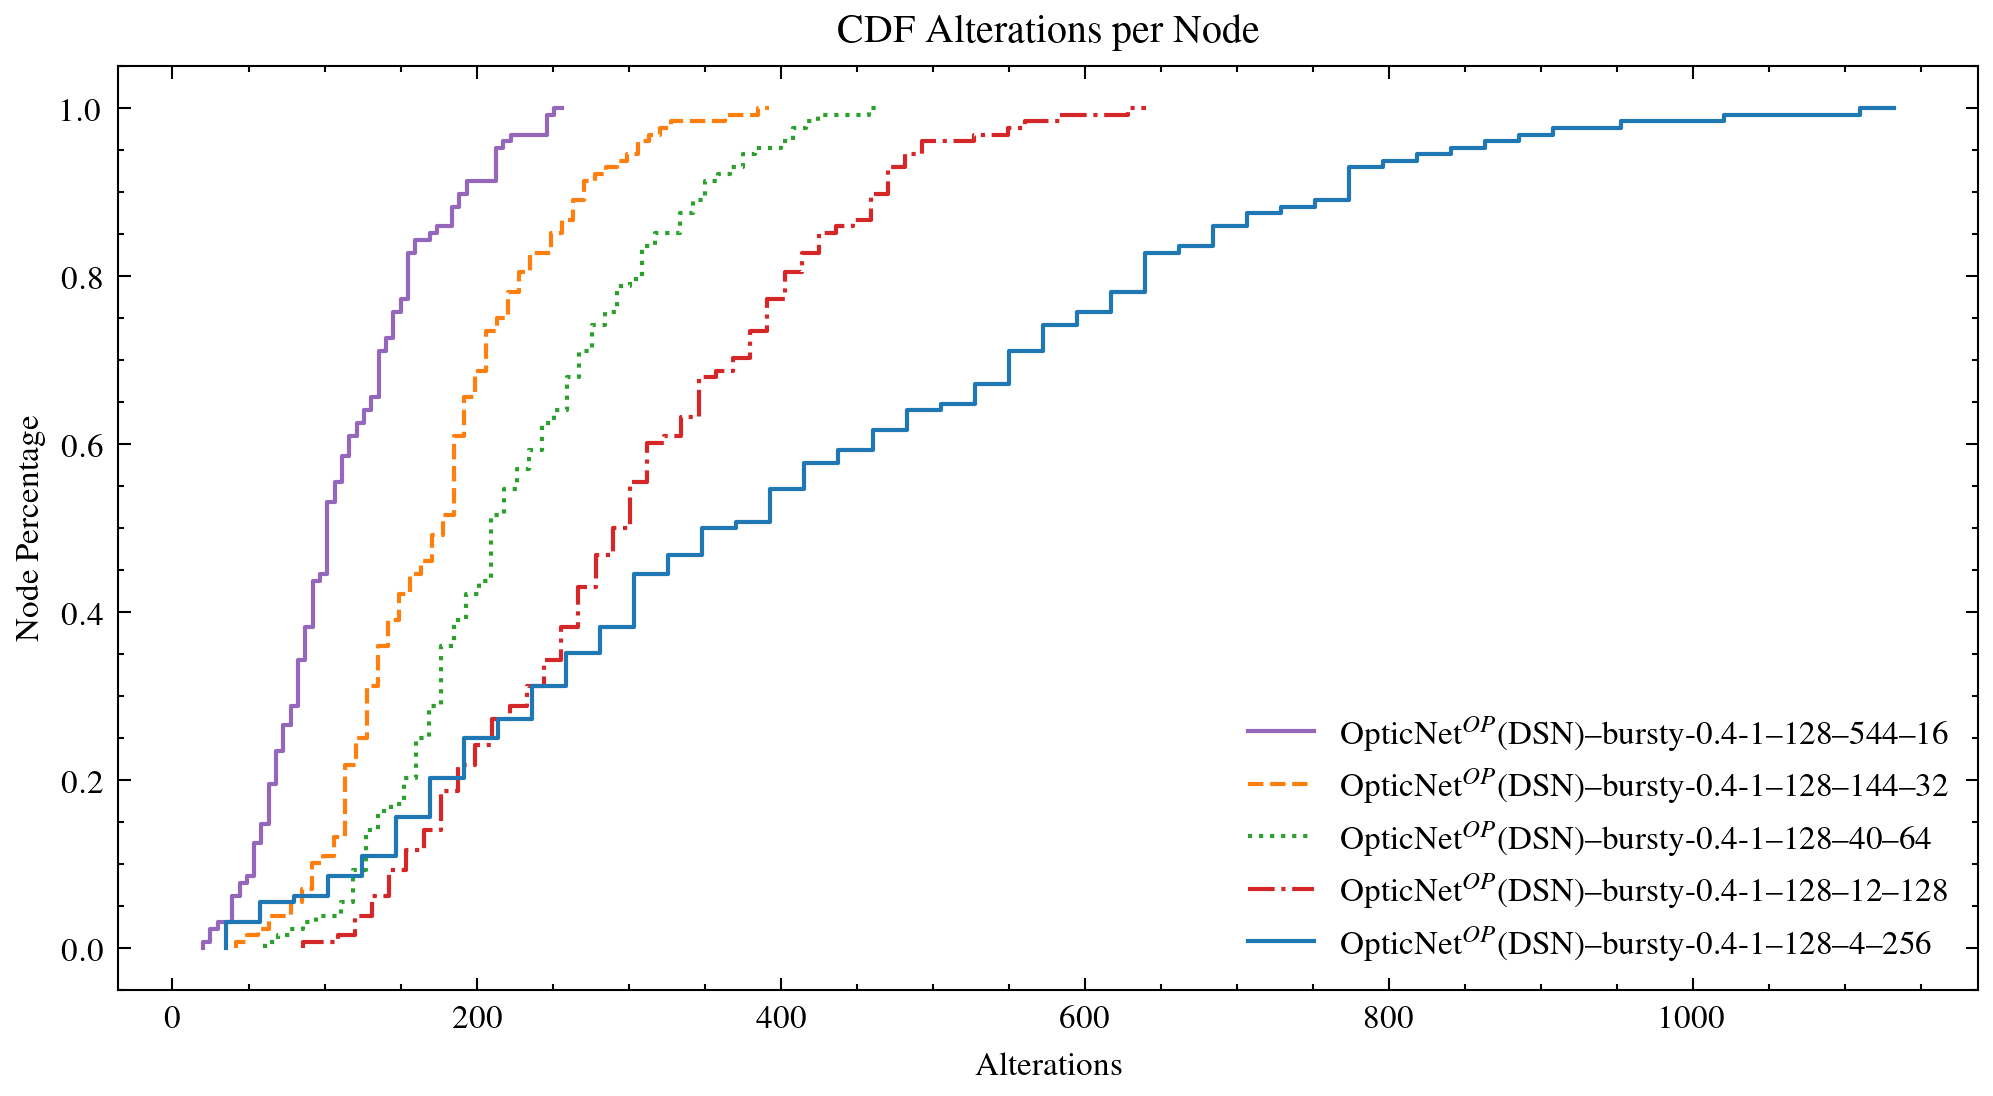 CDF Alterations per Node
Node Percentage
1.0
0.8
0.6
0.4
0.2
0.0
OpticNet^OP(DSN)–bursty-0.4-1–128–544–16
OpticNet^OP(DSN)–bursty-0.4-1–128–144–32
OpticNet^OP(DSN)–bursty-0.4-1–128–40–64
OpticNet^OP(DSN)–bursty-0.4-1–128–12–128
OpticNet^OP(DSN)–bursty-0.4-1–128–4–256
0 200 400 600 800 1000
Alterations